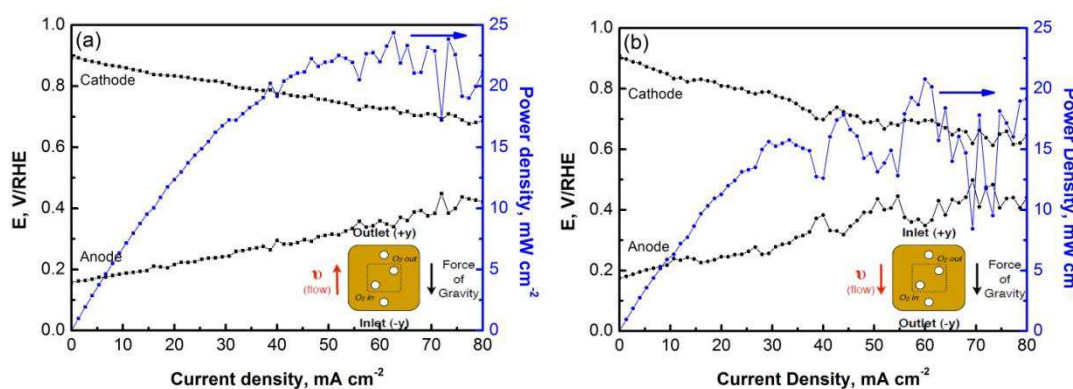 (a)
Cathode
Anode
Outlet (+y)
O₂ out
υ
(flow)
O₂ in
Force
of
Gravity
Inlet (-y)
E, V/RHE
1.0
0.8
0.6
0.4
0.2
0.0
0 10 20 30 40 50 60 70 80
Current density, mA cm⁻²
25
20
15
10
5
0
Power density, mW cm⁻²
(b)
Cathode
Anode
Inlet (+y)
O₂ out
υ
(flow)
O₂ in
Force
of
Gravity
Outlet (-y)
E, V/RHE
1.0
0.8
0.6
0.4
0.2
0.0
0 10 20 30 40 50 60 70 80
Current Density, mA cm⁻²
25
20
15
10
5
0
Power Density, mW cm⁻²